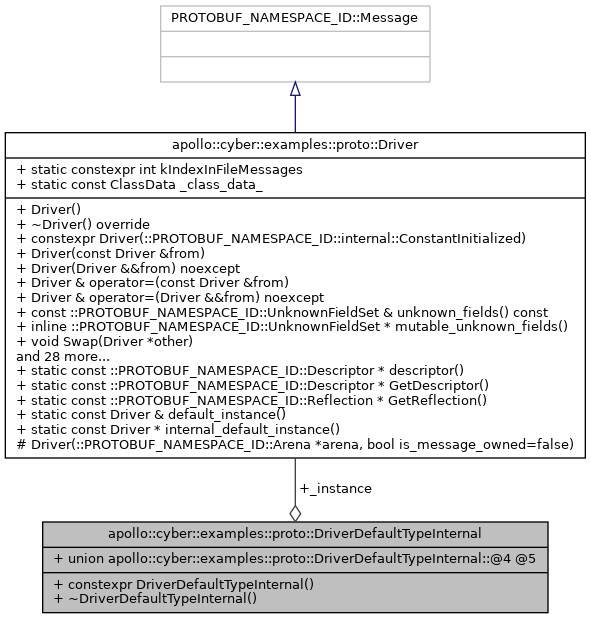 PROTOBUF_NAMESPACE_ID::Message
apollo::cyber::examples::proto::Driver
+ static constexpr int kIndexInFileMessages
+ static const ClassData _class_data_
+ Driver()
+ ~Driver() override
+ constexpr Driver(::PROTOBUF_NAMESPACE_ID::internal::ConstantInitialized)
+ Driver(const Driver &from)
+ Driver(Driver &&from) noexcept
+ Driver & operator=(const Driver &from)
+ Driver & operator=(Driver &&from) noexcept
+ const ::PROTOBUF_NAMESPACE_ID::UnknownFieldSet & unknown_fields() const
+ inline ::PROTOBUF_NAMESPACE_ID::UnknownFieldSet * mutable_unknown_fields()
+ void Swap(Driver *other)
and 28 more...
+ static const ::PROTOBUF_NAMESPACE_ID::Descriptor * descriptor()
+ static const ::PROTOBUF_NAMESPACE_ID::Descriptor * GetDescriptor()
+ static const ::PROTOBUF_NAMESPACE_ID::Reflection * GetReflection()
+ static const Driver & default_instance()
+ static const Driver * internal_default_instance()
# Driver(::PROTOBUF_NAMESPACE_ID::Arena *arena, bool is_message_owned=false)
+_instance
apollo::cyber::examples::proto::DriverDefaultTypeInternal
+ union apollo::cyber::examples::proto::DriverDefaultTypeInternal::@4 @5
+ constexpr DriverDefaultTypeInternal()
+ ~DriverDefaultTypeInternal()